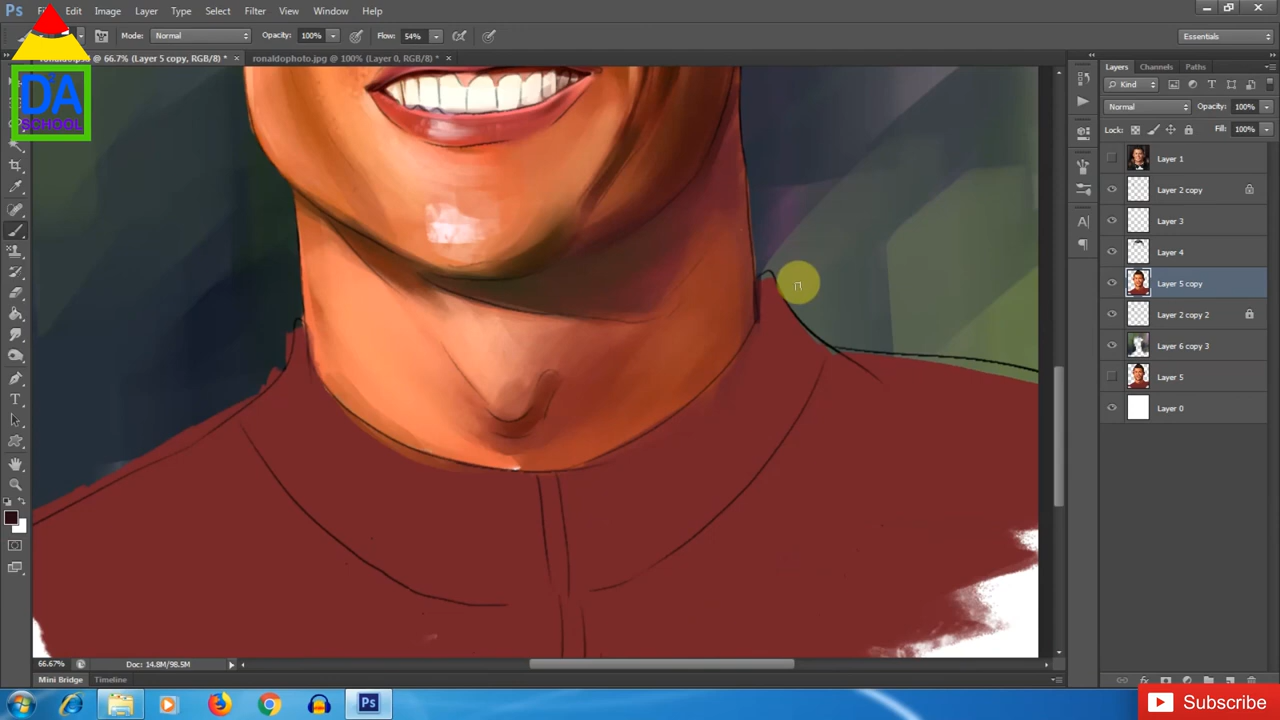 Ps Edit Image Layer Type Select Filter View Window Help
Mode: Normal Opacity: 100% Flow: 54% Essentials
@ 66.7% (Layer 5 copy, RGB/8) * × ronaldophoto.jpg @ 100% (Layer 0, RGB/8) * ×
DA
SCHOOL
Layers Channels Paths
Kind
Normal Opacity: 100%
Lock: Fill: 100%
Layer 1
Layer 2 copy
Layer 3
Layer 4
Layer 5 copy
Layer 2 copy 2
Layer 6 copy 3
Layer 5
Layer 0
66.67% Doc: 14.8M/98.5M
Mini Bridge Timeline
Ps
Subscribe